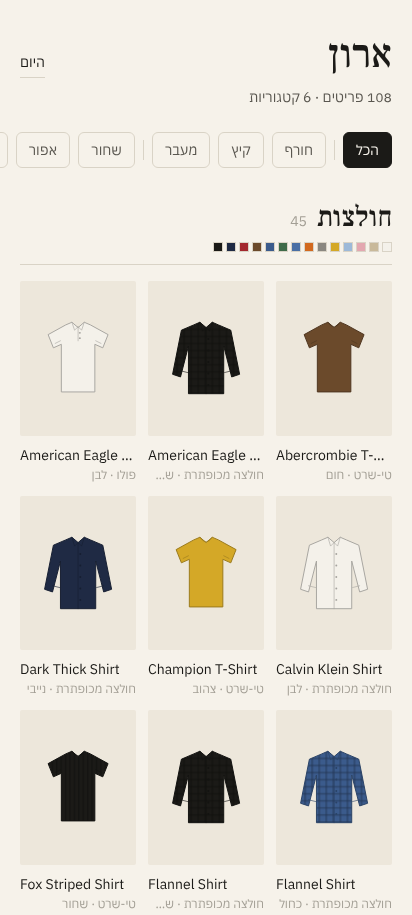 ארון
היום
108 פריטים · 6 קטגוריות
הכל
חורף
קיץ
מעבר
שחור
אפור
חולצות 45
Abercrombie T-...
טי-שרט · חום
American Eagle ...
חולצה מכופתרת · ש...
American Eagle ...
פולו · לבן
Calvin Klein Shirt
חולצה מכופתרת · לבן
Champion T-Shirt
טי-שרט · צהוב
Dark Thick Shirt
חולצה מכופתרת · נייבי
Flannel Shirt
חולצה מכופתרת · כחול
Flannel Shirt
חולצה מכופתרת · ש...
Fox Striped Shirt
טי-שרט · שחור